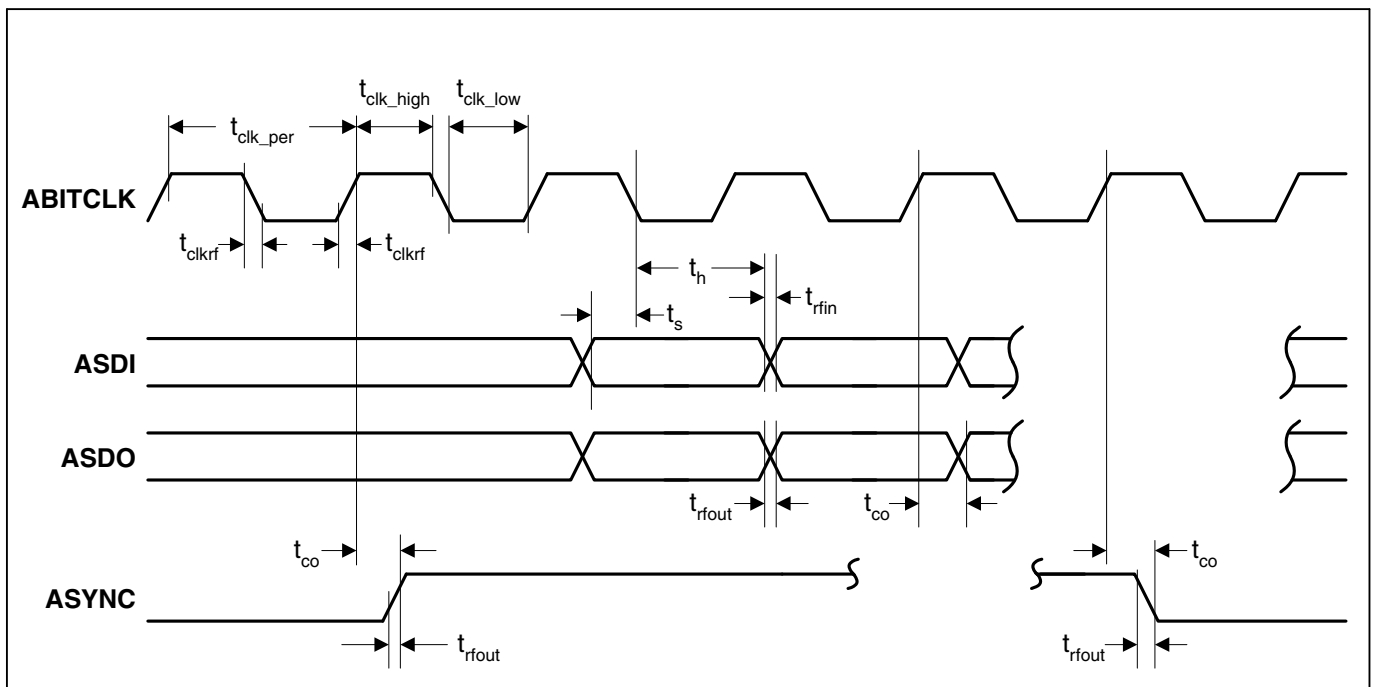 t_clk_high t_clk_low
t_clk_per
ABITCLK
t_clkrf t_clkrf
t_h
t_rfin
t_s
ASDI
ASDO
t_rfout t_co
t_co t_co
ASYNC
t_rfout t_rfout